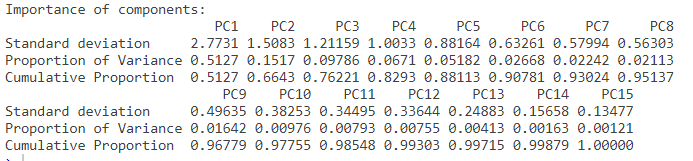 Importance of components:
                          PC1    PC2     PC3    PC4     PC5     PC6     PC7     PC8
Standard deviation     2.7731 1.5083 1.21159 1.0033 0.88164 0.63261 0.57994 0.56303
Proportion of Variance 0.5127 0.1517 0.09786 0.0671 0.05182 0.02668 0.02242 0.02113
Cumulative Proportion  0.5127 0.6643 0.76221 0.8293 0.88113 0.90781 0.93024 0.95137
                           PC9    PC10    PC11    PC12    PC13    PC14    PC15
Standard deviation     0.49635 0.38253 0.34495 0.33644 0.24883 0.15658 0.13477
Proportion of Variance 0.01642 0.00976 0.00793 0.00755 0.00413 0.00163 0.00121
Cumulative Proportion  0.96779 0.97755 0.98548 0.99303 0.99715 0.99879 1.00000